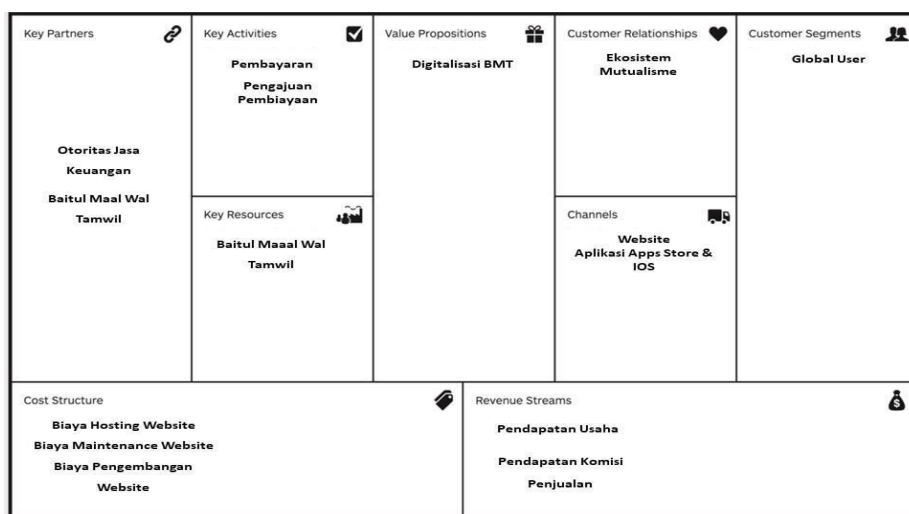 Key Partners
Otoritas Jasa
Keuangan
Baitul Maal Wal
Tamwil
Key Activities
Pembayaran
Pengajuan
Pembiayaan
Key Resources
Baitul Maaal Wal
Tamwil
Value Propositions
Digitalisasi BMT
Customer Relationships
Ekosistem
Mutualisme
Channels
Website
Aplikasi Apps Store &
IOS
Customer Segments
Global User
Cost Structure
Biaya Hosting Website
Biaya Maintenance Website
Biaya Pengembangan
Website
Revenue Streams
Pendapatan Usaha
Pendapatan Komisi
Penjualan